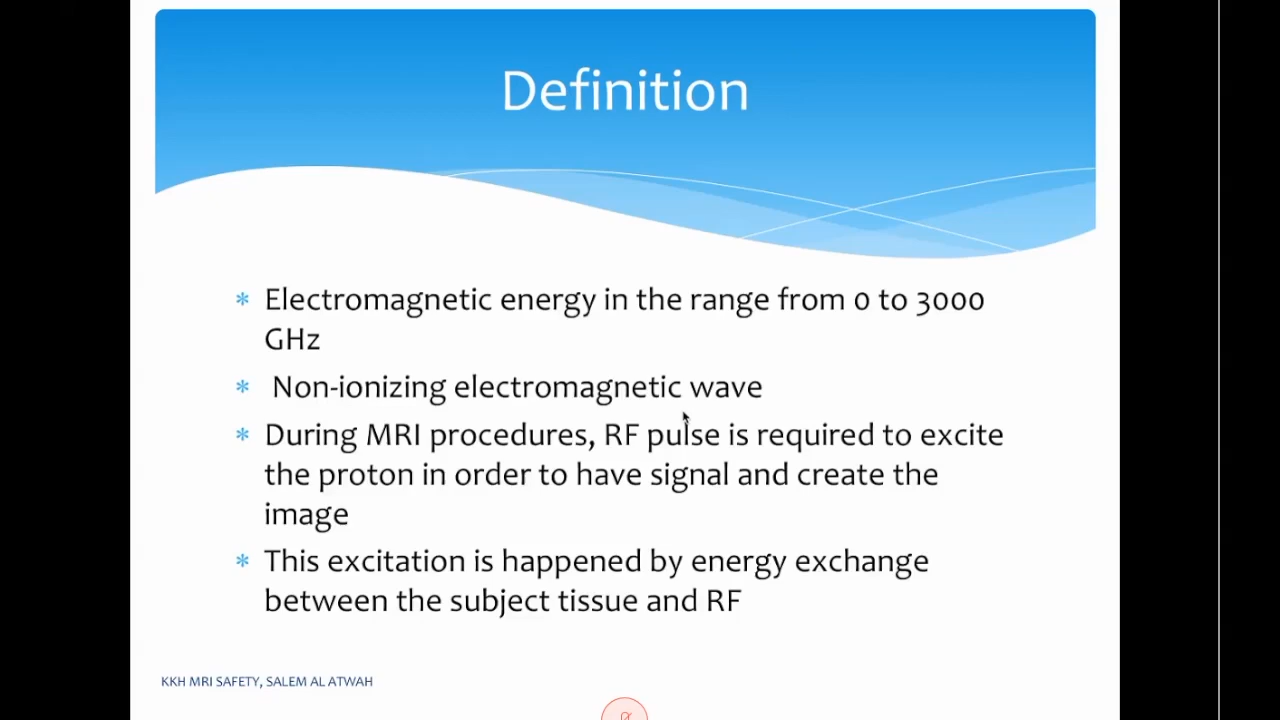 Definition
* Electromagnetic energy in the range from 0 to 3000
GHz
* Non-ionizing electromagnetic wave
* During MRI procedures, RF pulse is required to excite
the proton in order to have signal and create the
image
* This excitation is happened by energy exchange
between the subject tissue and RF
KKH MRI SAFETY, SALEM AL ATWAH